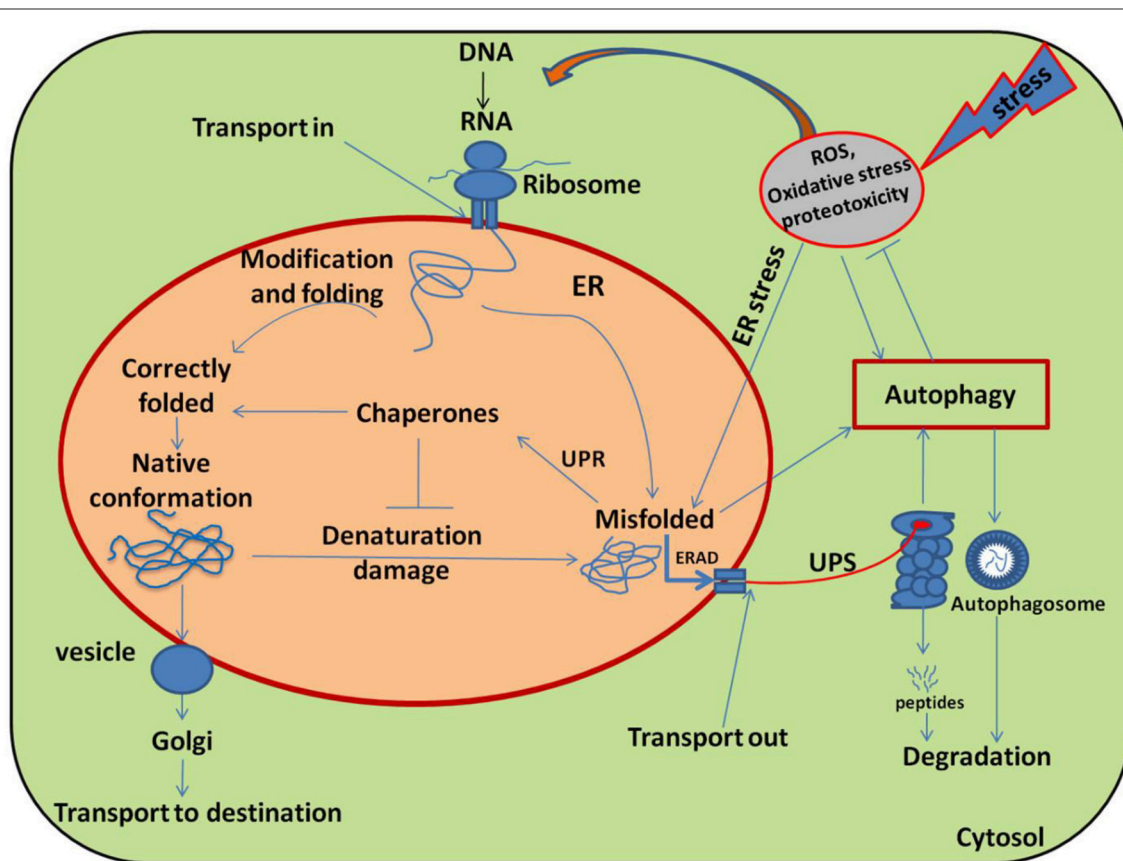 DNA
stress
RNA
Transport in
ROS,
Oxidative stress
proteotoxicity
Ribosome
Modification
and folding
ER
ER stress
Correctly
folded
Autophagy
Chaperones
UPR
Native
conformation
Misfolded
Denaturation
damage
ERAD
UPS
Autophagosome
vesicle
peptides
Golgi
Transport out
Degradation
Transport to destination
Cytosol